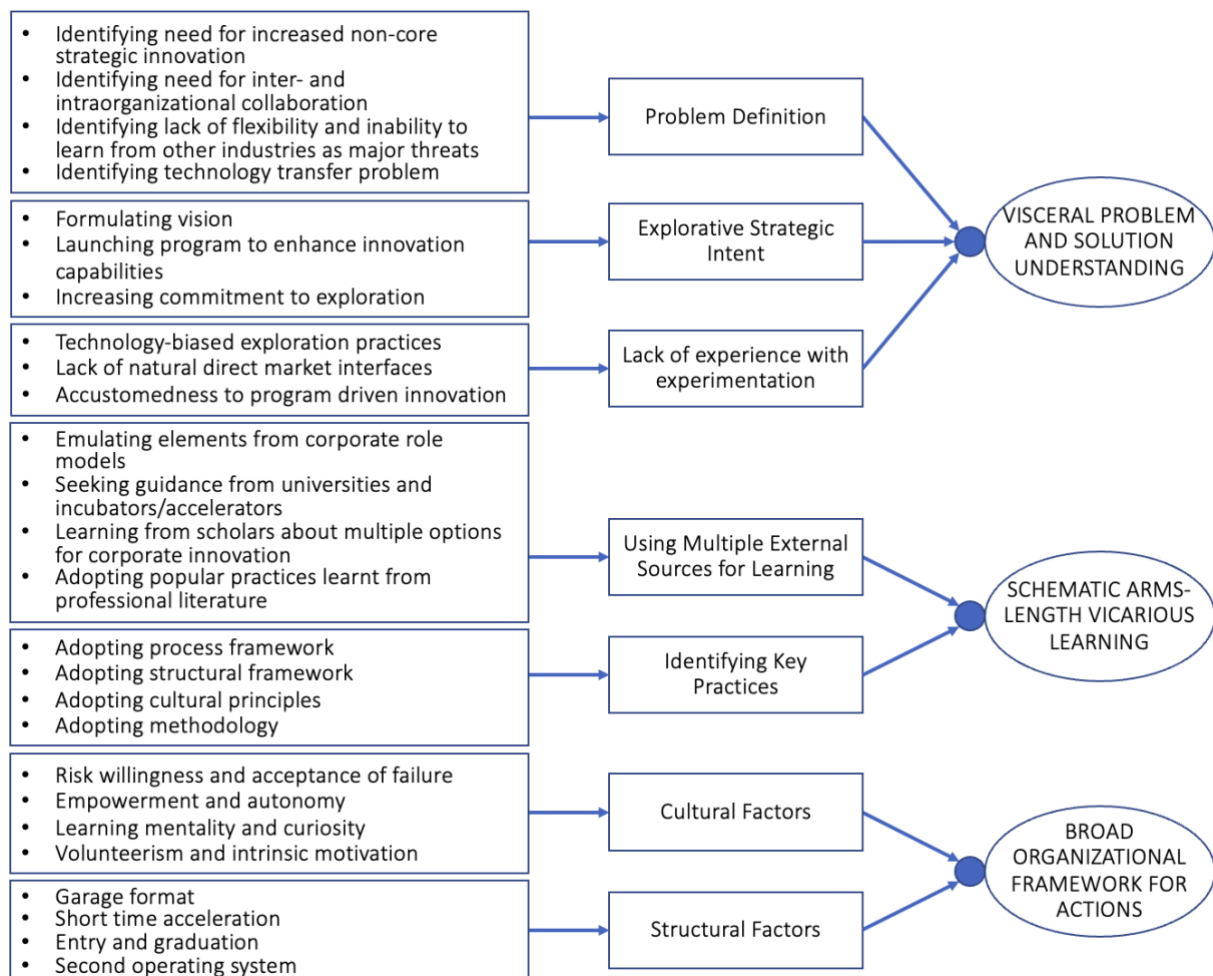 • Identifying need for increased non-core
strategic innovation
• Identifying need for inter- and
intraorganizational collaboration
• Identifying lack of flexibility and inability to
learn from other industries as major threats
• Identifying technology transfer problem
Problem Definition
• Formulating vision
• Launching program to enhance innovation
capabilities
• Increasing commitment to exploration
Explorative Strategic
Intent
• Technology-biased exploration practices
• Lack of natural direct market interfaces
• Accustomedness to program driven innovation
Lack of experience with
experimentation
VISCERAL PROBLEM
AND SOLUTION
UNDERSTANDING
• Emulating elements from corporate role
models
• Seeking guidance from universities and
incubators/accelerators
• Learning from scholars about multiple options
for corporate innovation
• Adopting popular practices learnt from
professional literature
Using Multiple External
Sources for Learning
• Adopting process framework
• Adopting structural framework
• Adopting cultural principles
• Adopting methodology
Identifying Key
Practices
SCHEMATIC ARMS-
LENGTH VICARIOUS
LEARNING
• Risk willingness and acceptance of failure
• Empowerment and autonomy
• Learning mentality and curiosity
• Volunteerism and intrinsic motivation
Cultural Factors
• Garage format
• Short time acceleration
• Entry and graduation
• Second operating system
Structural Factors
BROAD
ORGANIZATIONAL
FRAMEWORK FOR
ACTIONS